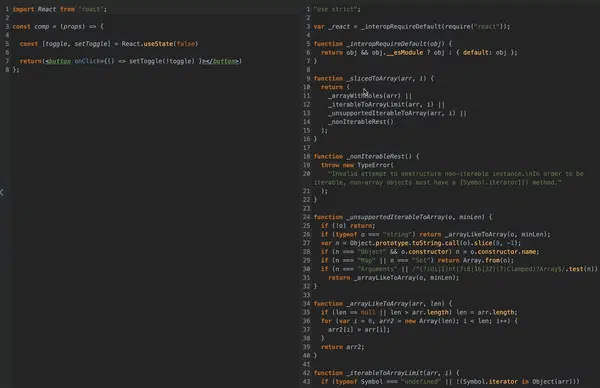 1 import React from 'react';
2
3 const comp = (props) => {
4
5 const [toggle, setToggle] = React.useState(false)
6
7 return(<button onClick={() => setToggle(!toggle) }></button>)
8 };
1 "use strict";
2
3 var _react = _interopRequireDefault(require("react"));
4
5 function _interopRequireDefault(obj) {
6 return obj && obj.__esModule ? obj : { default: obj };
7 }
8
9 function _slicedToArray(arr, i) {
10 return (
11 _arrayWithHoles(arr) ||
12 _iterableToArrayLimit(arr, i) ||
13 _unsupportedIterableToArray(arr, i) ||
14 _nonIterableRest()
15 );
16 }
17
18 function _nonIterableRest() {
19 throw new TypeError(
20 "Invalid attempt to destructure non-iterable instance.\nIn order to be
iterable, non-array objects must have a [Symbol.iterator]() method."
21 );
22 }
23
24 function _unsupportedIterableToArray(o, minLen) {
25 if (!o) return;
26 if (typeof o === "string") return _arrayLikeToArray(o, minLen);
27 var n = Object.prototype.toString.call(o).slice(8, -1);
28 if (n === "Object" && o.constructor) n = o.constructor.name;
29 if (n === "Map" || n === "Set") return Array.from(o);
30 if (n === "Arguments" || /^(?:Ui|I)nt(?:8|16|32)(?:Clamped)?Array$/.test(n))
31 return _arrayLikeToArray(o, minLen);
32 }
33
34 function _arrayLikeToArray(arr, len) {
35 if (len == null || len > arr.length) len = arr.length;
36 for (var i = 0, arr2 = new Array(len); i < len; i++) {
37 arr2[i] = arr[i];
38 }
39 return arr2;
40 }
41
42 function _iterableToArrayLimit(arr, i) {
43 if (typeof Symbol === "undefined" || !(Symbol.iterator in Object(arr)))